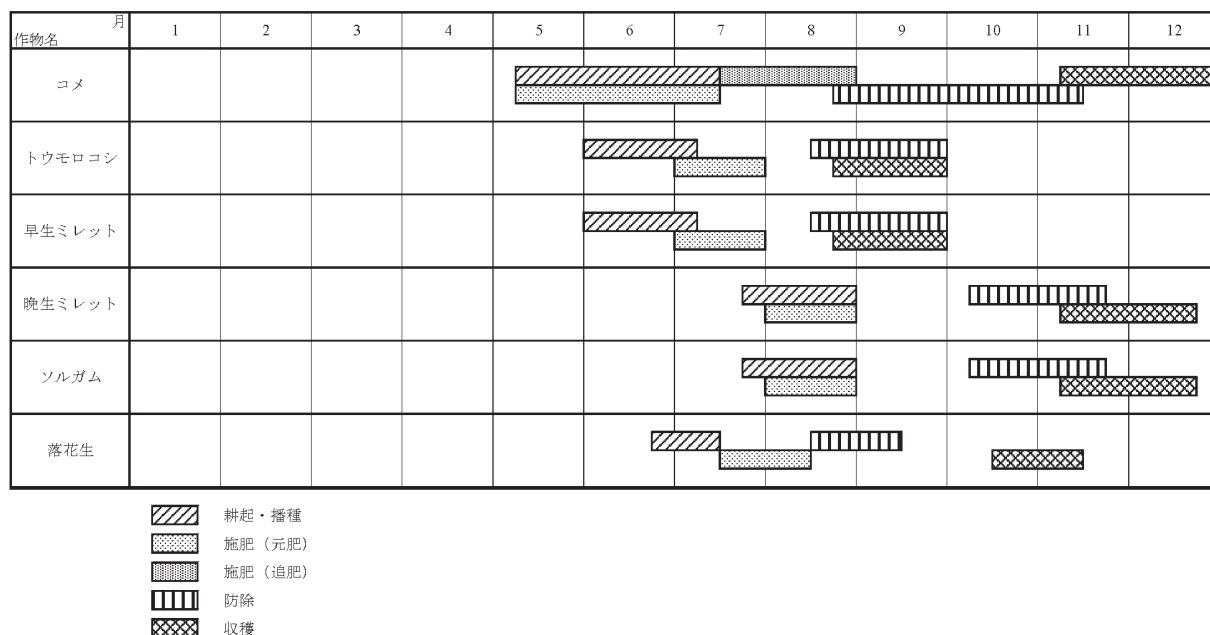 月
作物名
1 2 3 4 5 6 7 8 9 10 11 12
コメ
トウモロコシ
早生ミレット
晩生ミレット
ソルガム
落花生
耕起・播種
施肥（元肥）
施肥（追肥）
防除
収穫